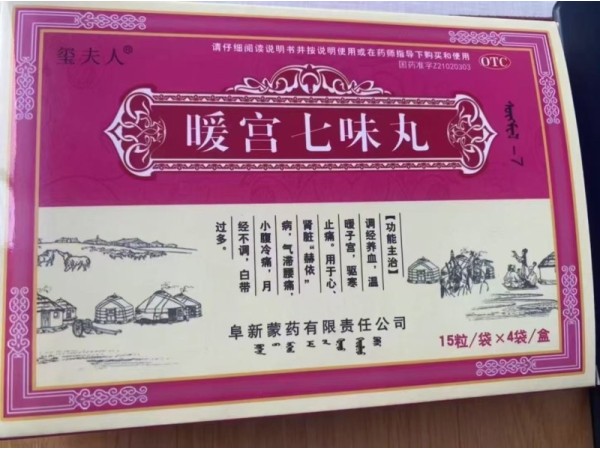 玺夫人®
请仔细阅读说明书并按说明使用或在药师指导下购买和使用
国药准字Z21020303
OTC
暖宫七味丸
-7
【功能主治】
调经养血,温
暖子宫,驱寒
止痛。用于心、
肾脏“赫依”
病,气滞腰痛,
小腹冷痛,月
经不调,白带
过多。
阜新蒙药有限责任公司
15粒/袋×4袋/盒